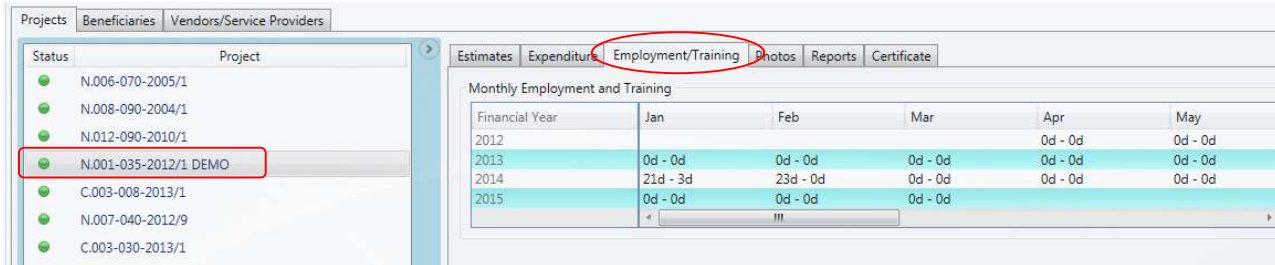 Projects Beneficiaries Vendors/Service Providers
Status Project
N.006-070-2005/1
N.008-090-2004/1
N.012-090-2010/1
N.001-035-2012/1 DEMO
C.003-008-2013/1
N.007-040-2012/9
C.003-030-2013/1
Estimates Expenditure Employment/Training Photos Reports Certificate
Monthly Employment and Training
Financial Year Jan Feb Mar Apr May
2012 0d - 0d 0d - 0d
2013 0d - 0d 0d - 0d 0d - 0d 0d - 0d 0d - 0d
2014 21d - 3d 23d - 0d 0d - 0d 0d - 0d 0d - 0d
2015 0d - 0d 0d - 0d 0d - 0d